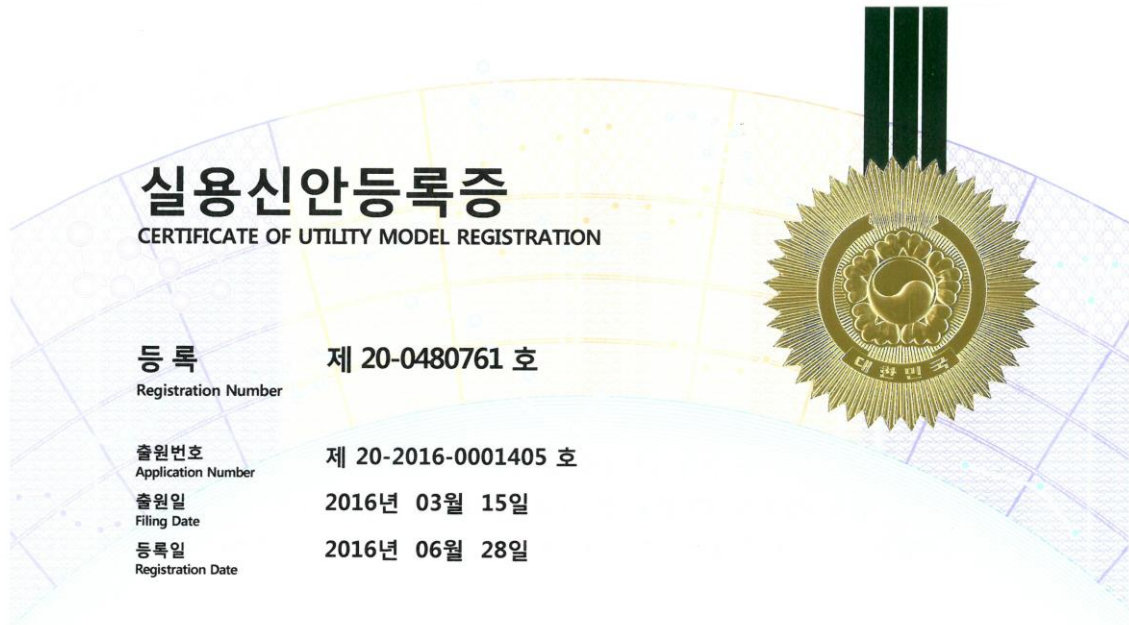 실용신안등록증
CERTIFICATE OF UTILITY MODEL REGISTRATION
등 록 제 20-0480761 호
Registration Number
출원번호 제 20-2016-0001405 호
Application Number
출원일 2016년 03월 15일
Filing Date
등록일 2016년 06월 28일
Registration Date
대한민국